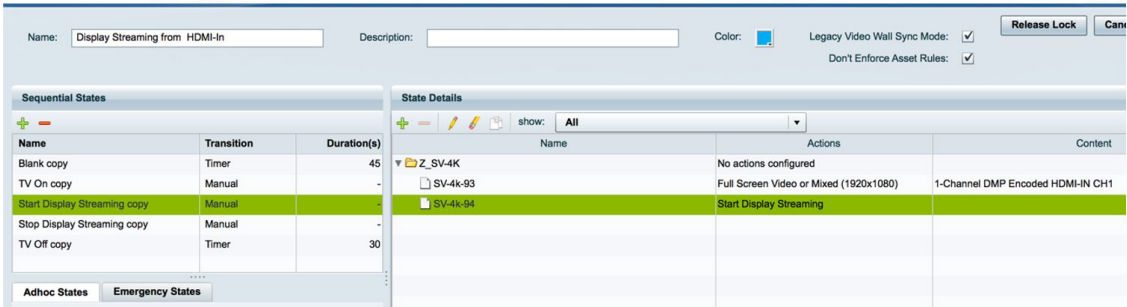 Release Lock Canc
Name: Display Streaming from HDMI-In Description: Color: Legacy Video Wall Sync Mode:
Don't Enforce Asset Rules:
Sequential States
Name Transition Duration(s)
Blank copy Timer 45
TV On copy Manual -
Start Display Streaming copy Manual -
Stop Display Streaming copy Manual -
TV Off copy Timer 30
Adhoc States Emergency States
State Details
show: All
Name Actions Content
Z_SV-4K No actions configured
SV-4k-93 Full Screen Video or Mixed (1920x1080) 1-Channel DMP Encoded HDMI-IN CH1
SV-4k-94 Start Display Streaming